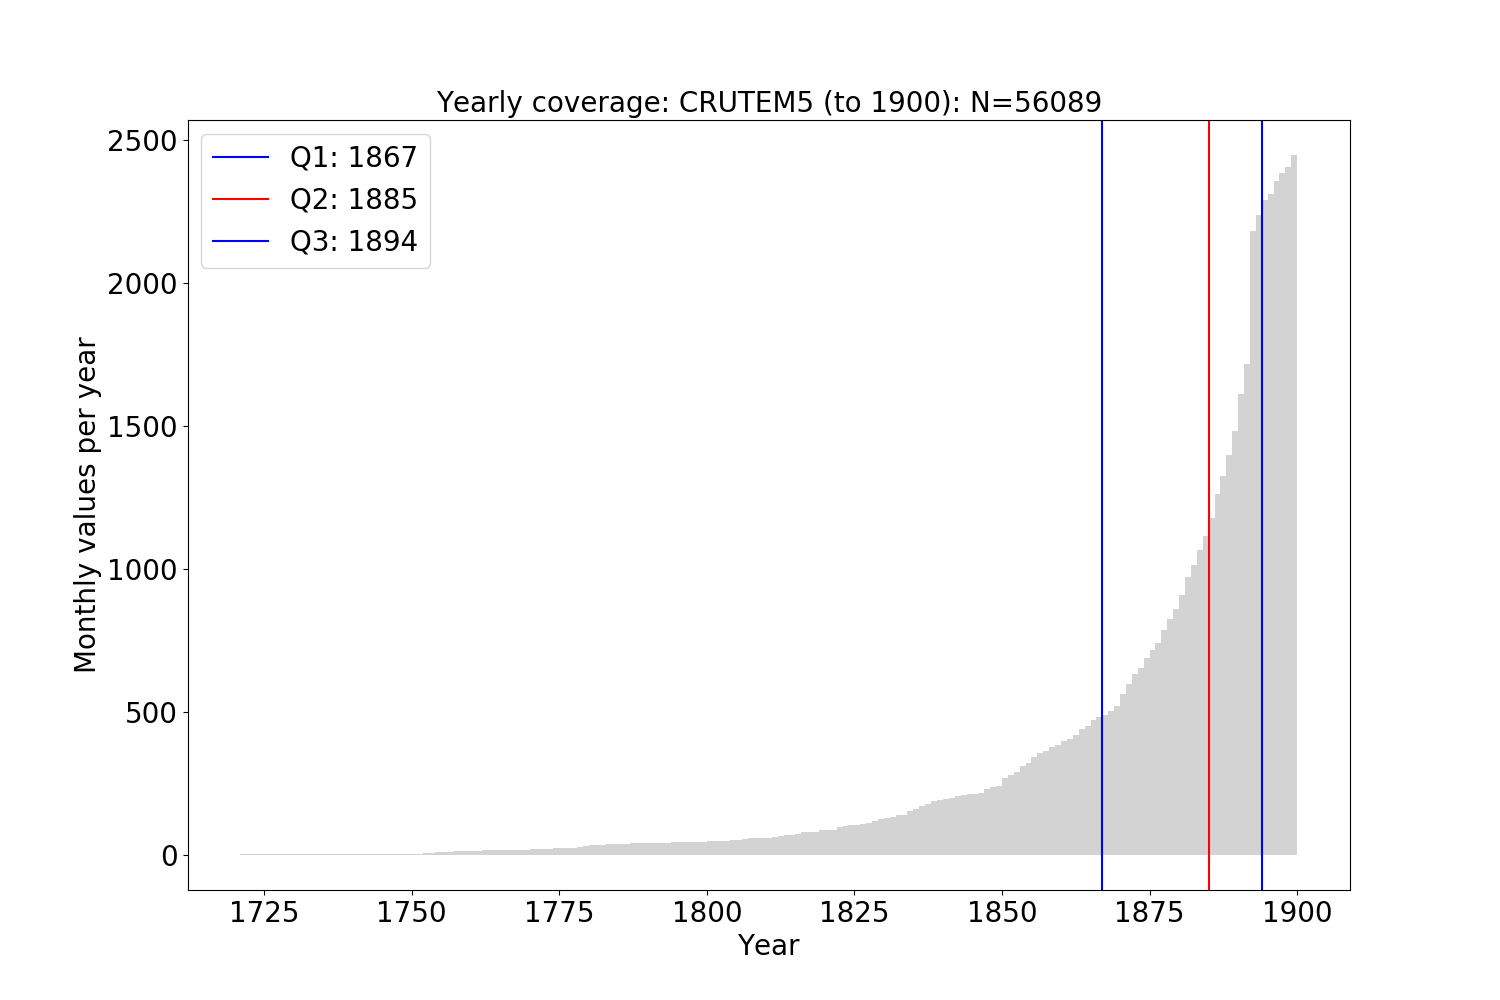 Yearly coverage: CRUTEM5 (to 1900): N=56089
Q1: 1867
Q2: 1885
Q3: 1894
Monthly values per year
2500
2000
1500
1000
500
0
1725 1750 1775 1800 1825 1850 1875 1900
Year